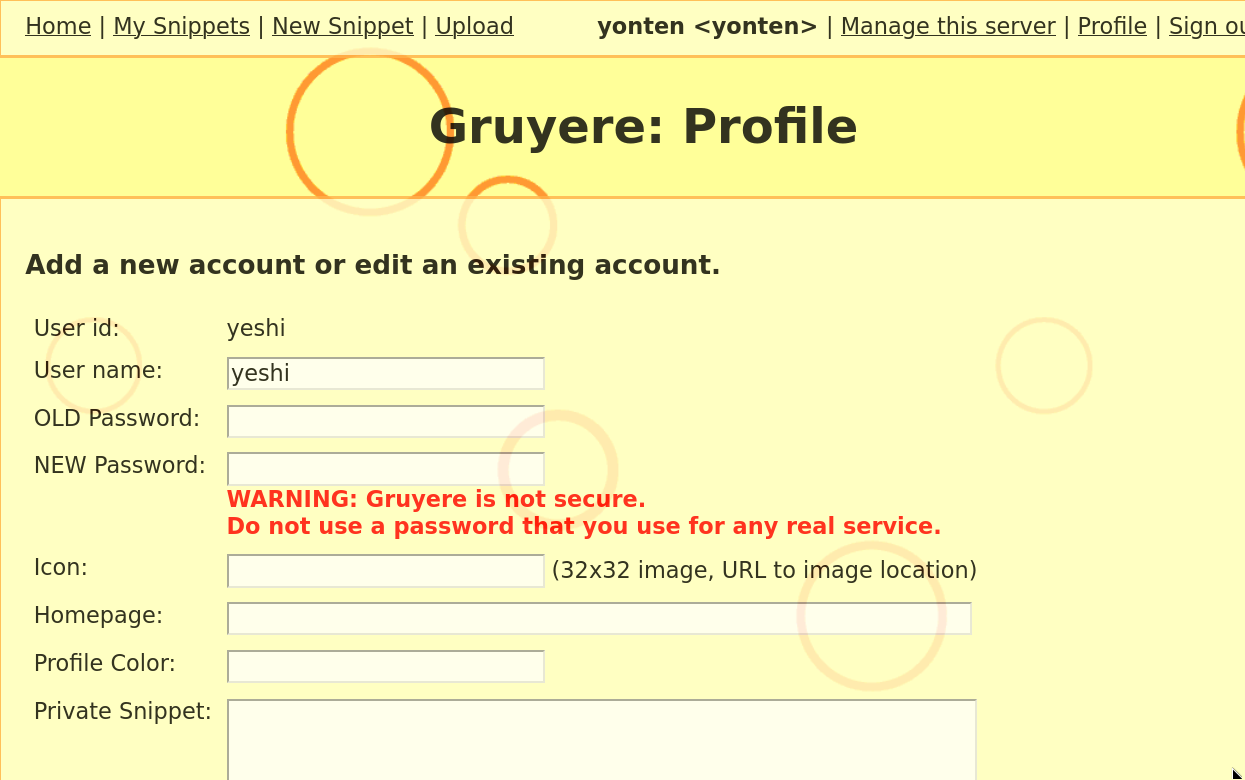 Home | My Snippets | New Snippet | Upload yonten <yonten> | Manage this server | Profile | Sign
Gruyere: Profile
Add a new account or edit an existing account.
User id: yeshi
User name: yeshi
OLD Password:
NEW Password:
WARNING: Gruyere is not secure.
Do not use a password that you use for any real service.
Icon: (32x32 image, URL to image location)
Homepage:
Profile Color:
Private Snippet: